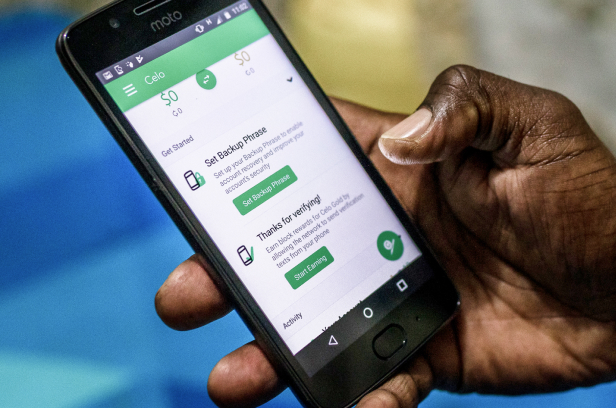 moto
11:02
Celo
$0
$0
0
0
Get Started
Set Backup Phrase
Set up your Backup Phrase to enable
account recovery and improve your
account's security
Set Backup Phrase
Thanks for verifying!
Earn block rewards for Celo Gold by
allowing the network to send verification
texts from your phone
Start Earning
Activity